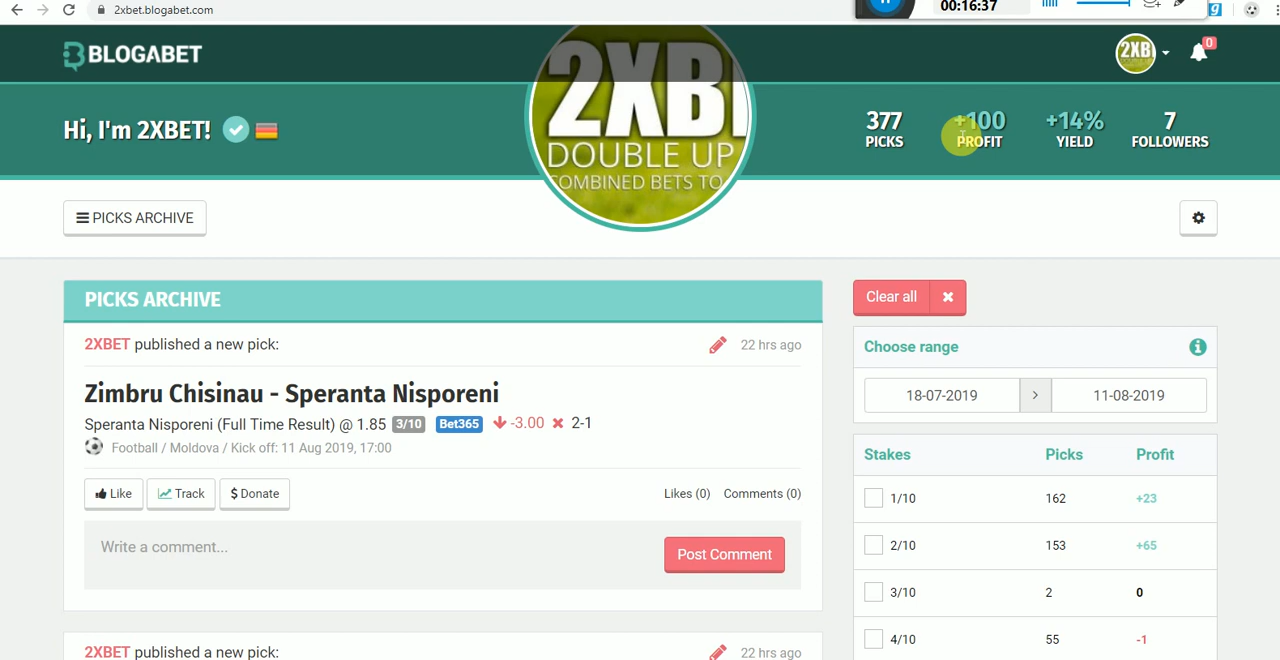 2xbet.blogabet.com
00:16:37
g
BLOGABET
2XB
0
Hi, I'm 2XBET!
2XB
DOUBLE UP
COMBINED BETS TO
377
PICKS
+100
PROFIT
+14%
YIELD
7
FOLLOWERS
PICKS ARCHIVE
PICKS ARCHIVE
2XBET published a new pick:
22 hrs ago
Zimbru Chisinau - Speranta Nisporeni
Speranta Nisporeni (Full Time Result) @ 1.85 3/10 Bet365 -3.00 2-1
Football / Moldova / Kick off: 11 Aug 2019, 17:00
Like Track $ Donate Likes (0) Comments (0)
Write a comment...
Post Comment
2XBET published a new pick:
22 hrs ago
Clear all
Choose range
18-07-2019 > 11-08-2019
Stakes Picks Profit
1/10 162 +23
2/10 153 +65
3/10 2 0
4/10 55 -1